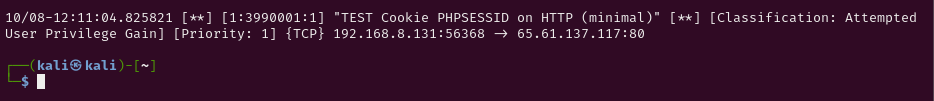 10/08-12:11:04.825821 [**] [1:3990001:1] "TEST Cookie PHPSESSID on HTTP (minimal)" [**] [Classification: Attempted
User Privilege Gain] [Priority: 1] {TCP} 192.168.8.131:56368 → 65.61.137.117:80
┌──(kali㉿kali)-[~]
└─$